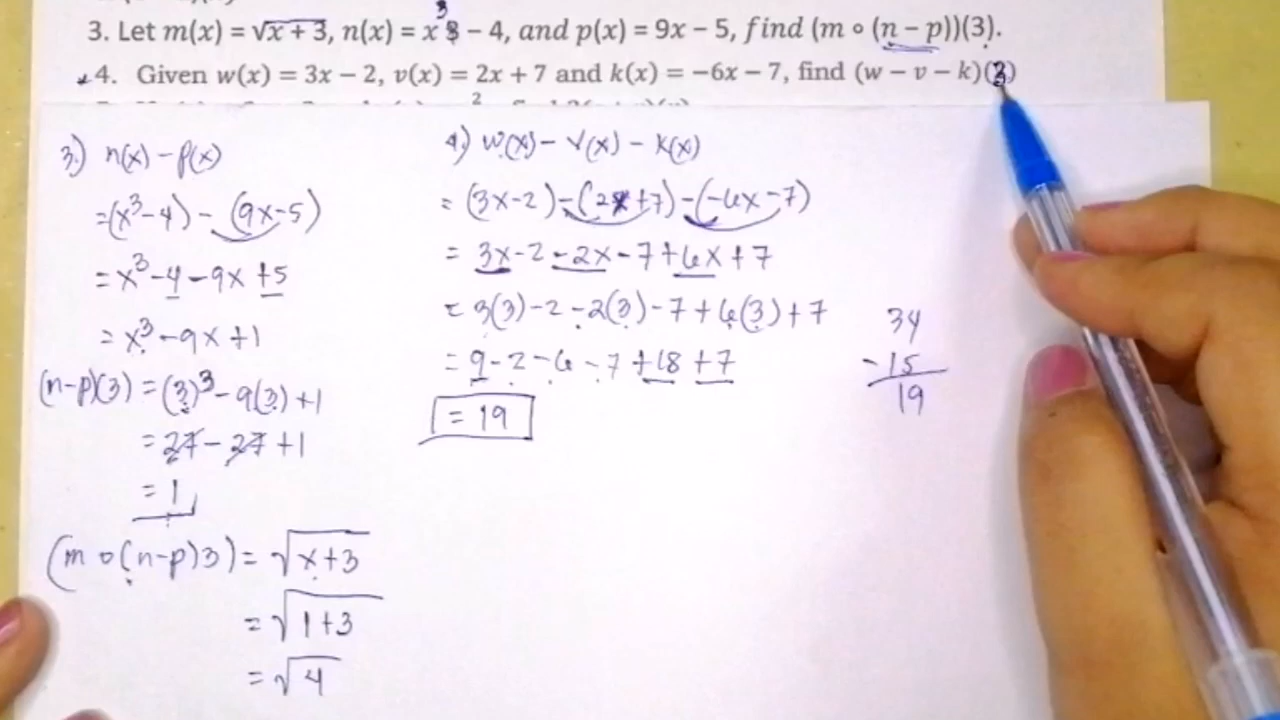 3. Let m(x) = √x + 3, n(x) = x³ - 4, and p(x) = 9x - 5, find (m ∘ (n - p))(3).
4. Given w(x) = 3x - 2, v(x) = 2x + 7 and k(x) = -6x - 7, find (w - v - k)(3)
3.) n(x) - p(x)
= (x³-4) - (9x-5)
= x³-4-9x+5
= x³-9x+1
(n-p)(3) = (3)³-9(3)+1
= 27-27+1
= 1
(m o (n-p)3) = √x+3
= √1+3
= √4
4.) w(x) - v(x) - k(x)
= (3x-2) - (2x+7) - (-6x-7)
= 3x-2-2x-7+6x+7
= 3(3)-2-2(3)-7+6(3)+7
= 9-2-6-7+18+7
= 19
34
-15
19